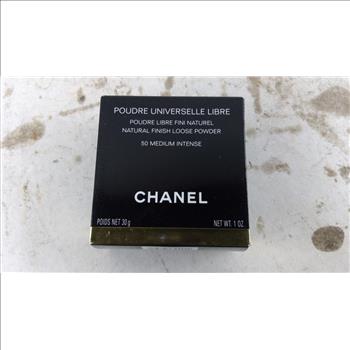 POUDRE UNIVERSELLE LIBRE
POUDRE LIBRE FINI NATUREL
NATURAL FINISH LOOSE POWDER
50 MEDIUM INTENSE
CHANEL
POIDS NET 30 g NET WT. 1 OZ